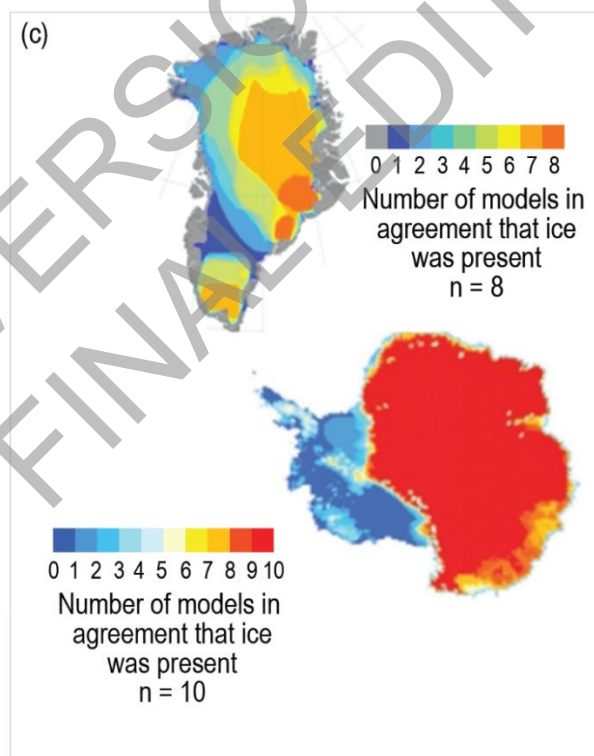 (c)
0 1 2 3 4 5 6 7 8
Number of models in
agreement that ice
was present
n = 8
0 1 2 3 4 5 6 7 8 9 10
Number of models in
agreement that ice
was present
n = 10